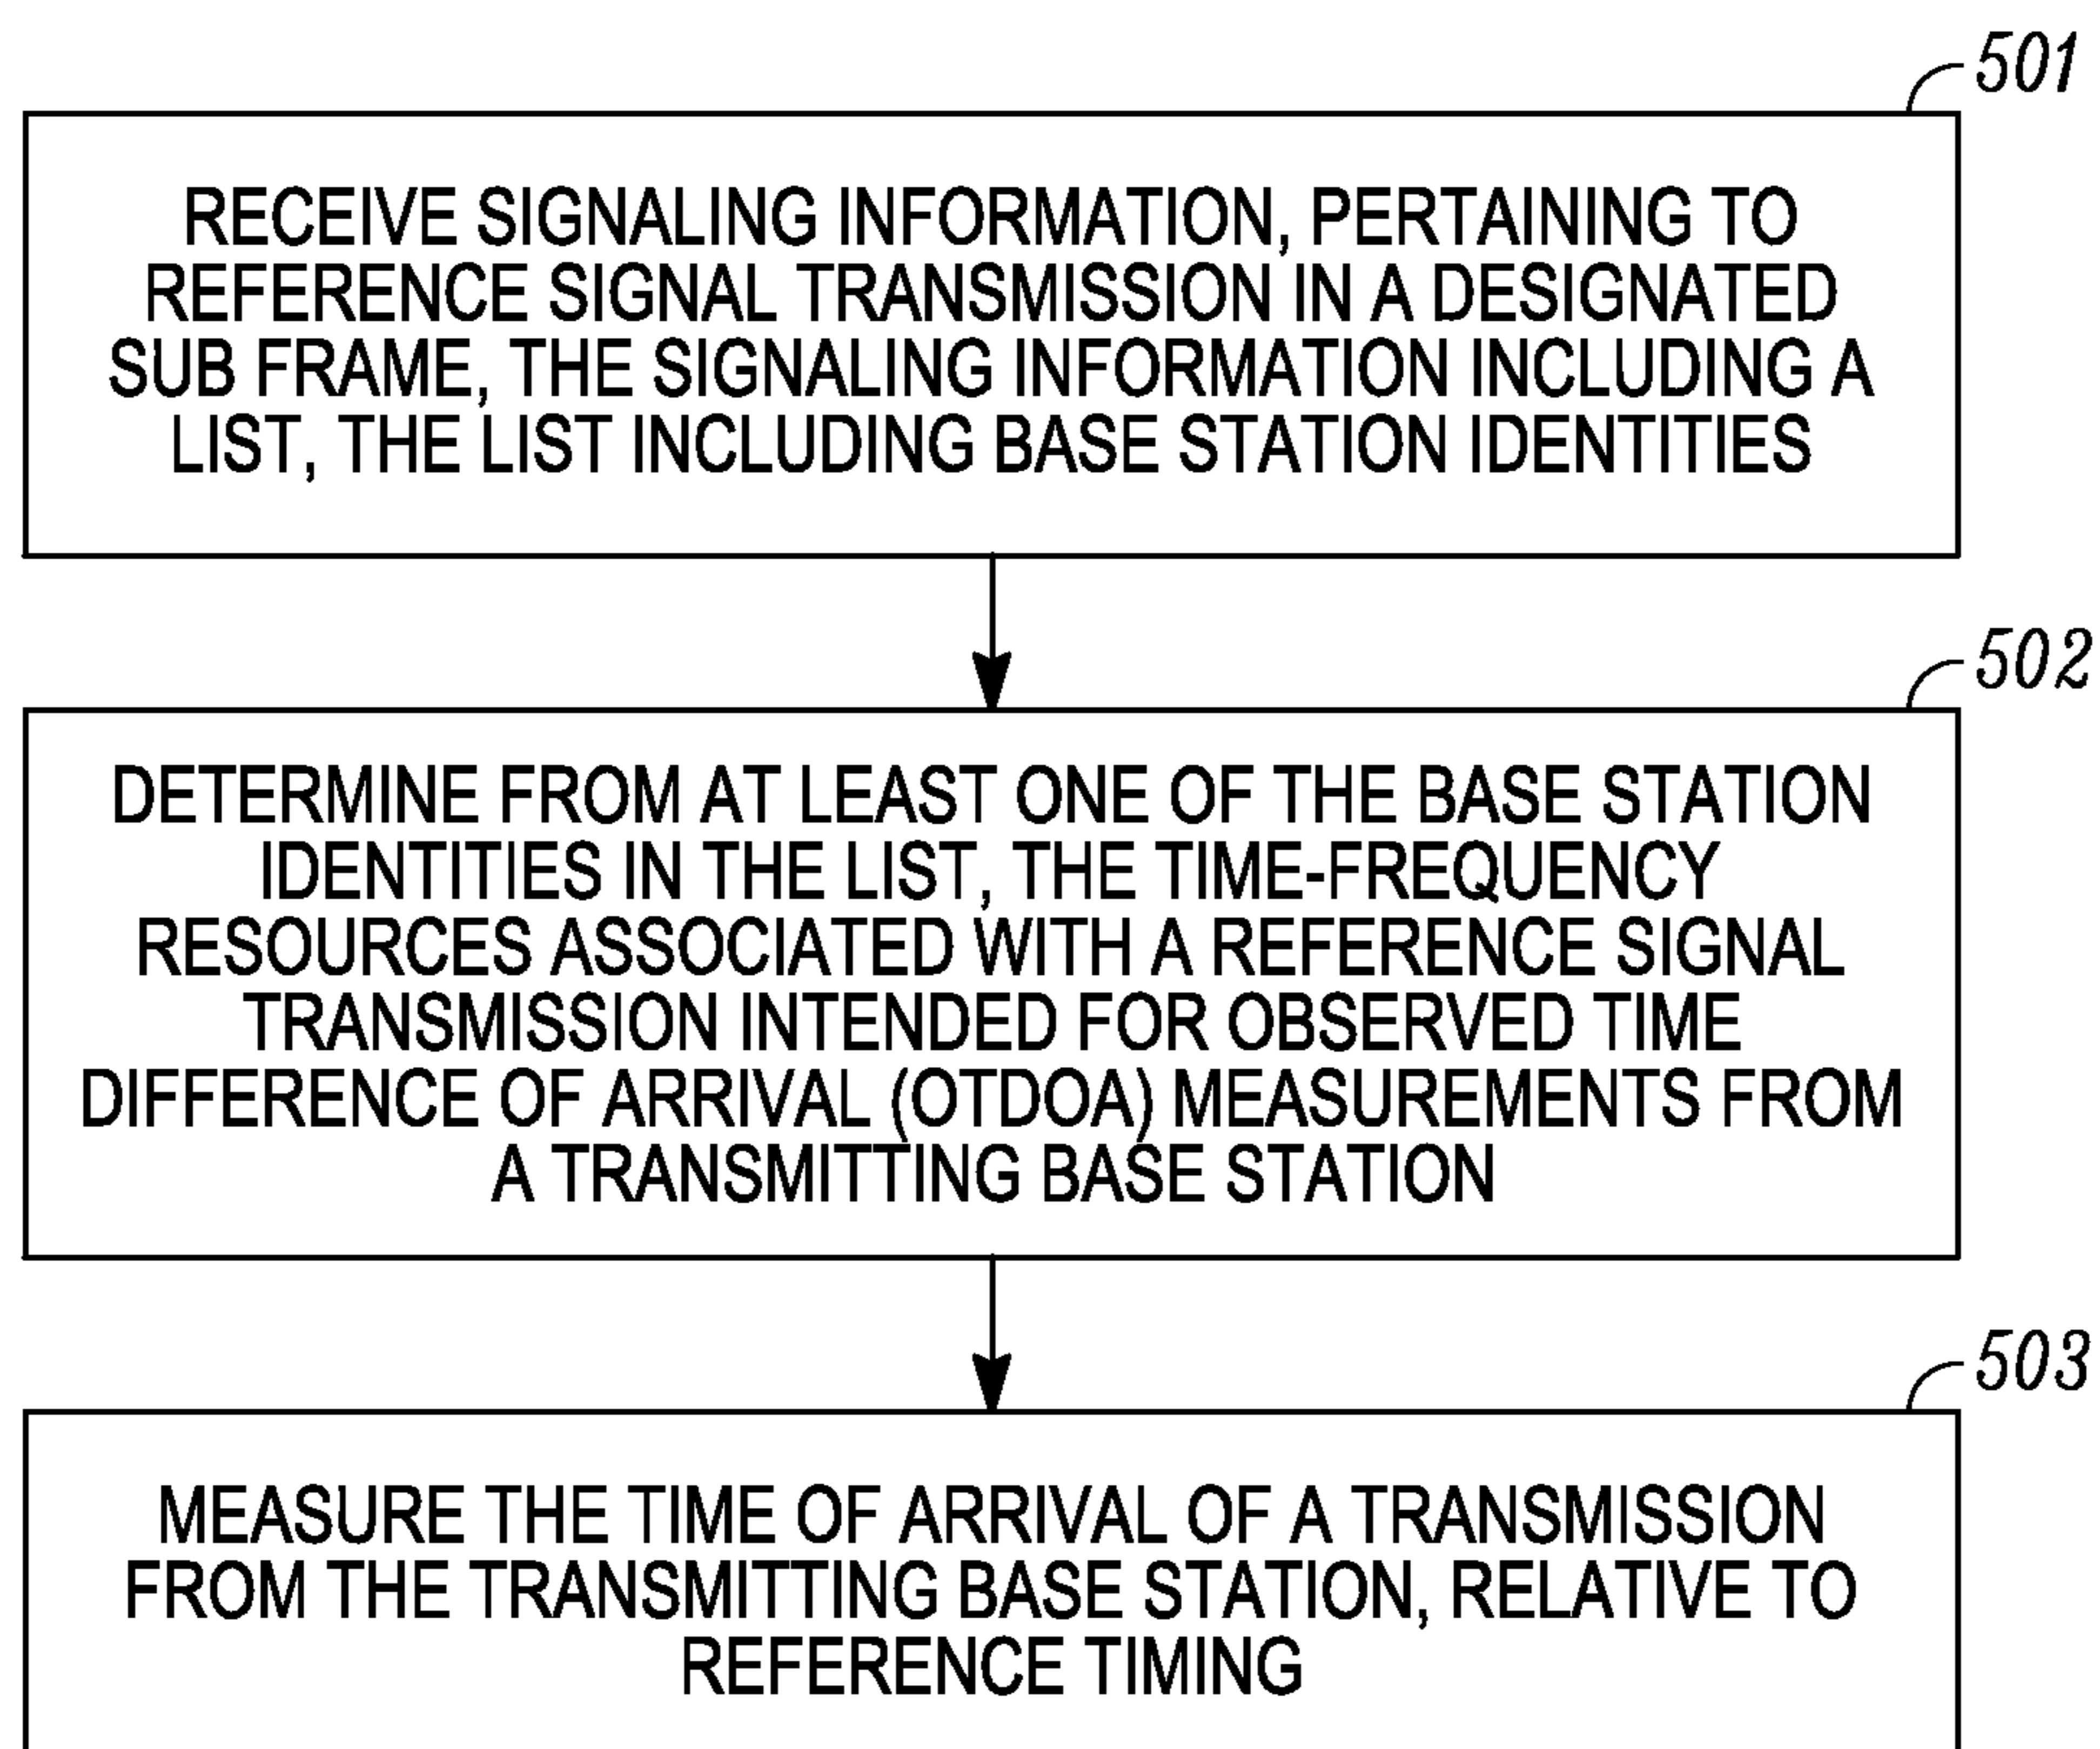 501
RECEIVE SIGNALING INFORMATION, PERTAINING TO
REFERENCE SIGNAL TRANSMISSION IN A DESIGNATED
SUB FRAME, THE SIGNALING INFORMATION INCLUDING A
LIST, THE LIST INCLUDING BASE STATION IDENTITIES
502
DETERMINE FROM AT LEAST ONE OF THE BASE STATION
IDENTITIES IN THE LIST, THE TIME-FREQUENCY
RESOURCES ASSOCIATED WITH A REFERENCE SIGNAL
TRANSMISSION INTENDED FOR OBSERVED TIME
DIFFERENCE OF ARRIVAL (OTDOA) MEASUREMENTS FROM
A TRANSMITTING BASE STATION
503
MEASURE THE TIME OF ARRIVAL OF A TRANSMISSION
FROM THE TRANSMITTING BASE STATION, RELATIVE TO
REFERENCE TIMING